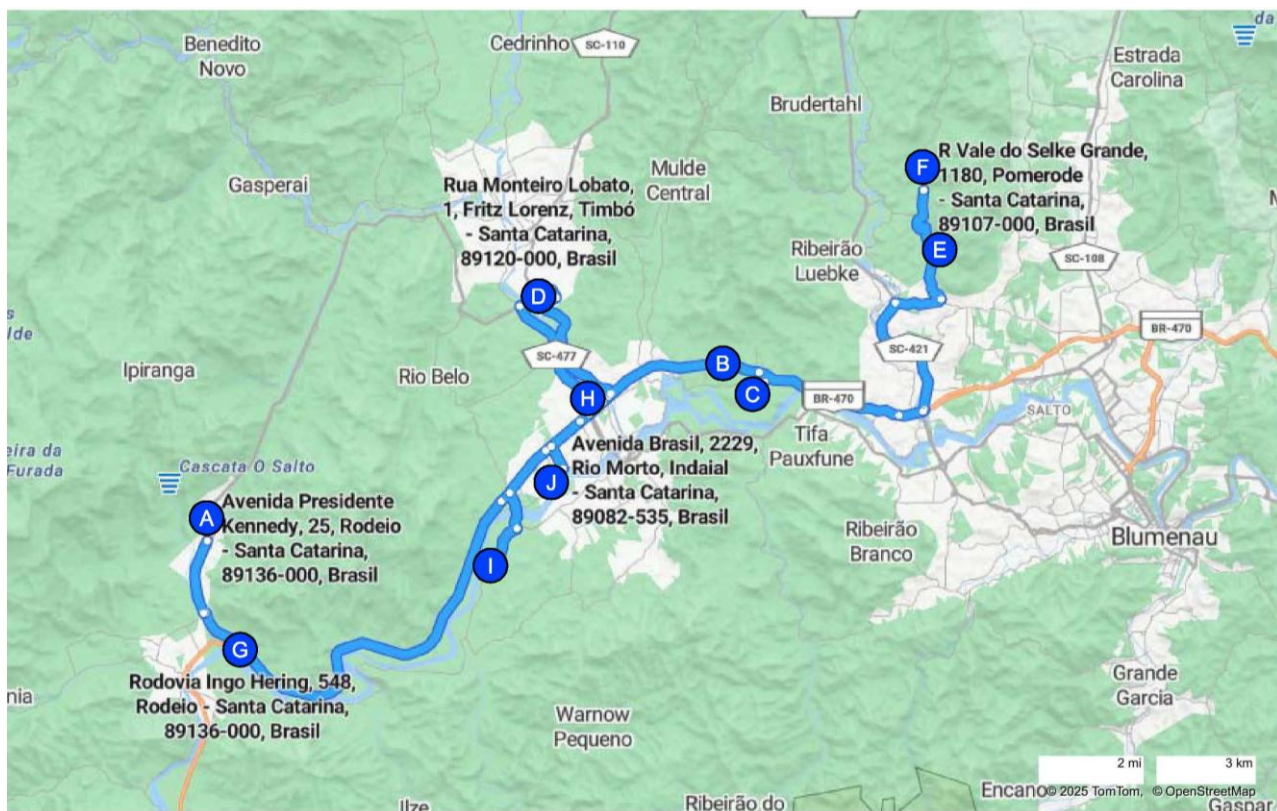 da
Benedito
Novo
Cedrinho
SC-110
Estrada
Carolina
Brudertahl
Gasperai
Mulde
Central
F
R Vale do Selke Grande,
1180, Pomerode
- Santa Catarina,
89107-000, Brasil
Rua Monteiro Lobato,
1, Fritz Lorenz, Timbó
- Santa Catarina,
89120-000, Brasil
Ribeirão
Luebke
E
SC-108
D
BR-470
SC-477
SC-421
Ipiranga
Rio Belo
B
C
H
BR-470
SALTO
Tifa
Pauxfune
eira da
Furada
Cascata O Salto
Avenida Brasil, 2229,
Rio Morto, Indaial
- Santa Catarina,
89082-535, Brasil
J
A
Avenida Presidente
Kennedy, 25, Rodeio
- Santa Catarina,
89136-000, Brasil
Ribeirão
Branco
Blumenau
I
G
Rodovia Ingo Hering, 548,
Rodeio - Santa Catarina,
89136-000, Brasil
Grande
Garcia
Warnow
Pequeno
2 mi
3 km
Encano
© 2025 TomTom, © OpenStreetMap
Gaspar
Ilze
Ribeirão do